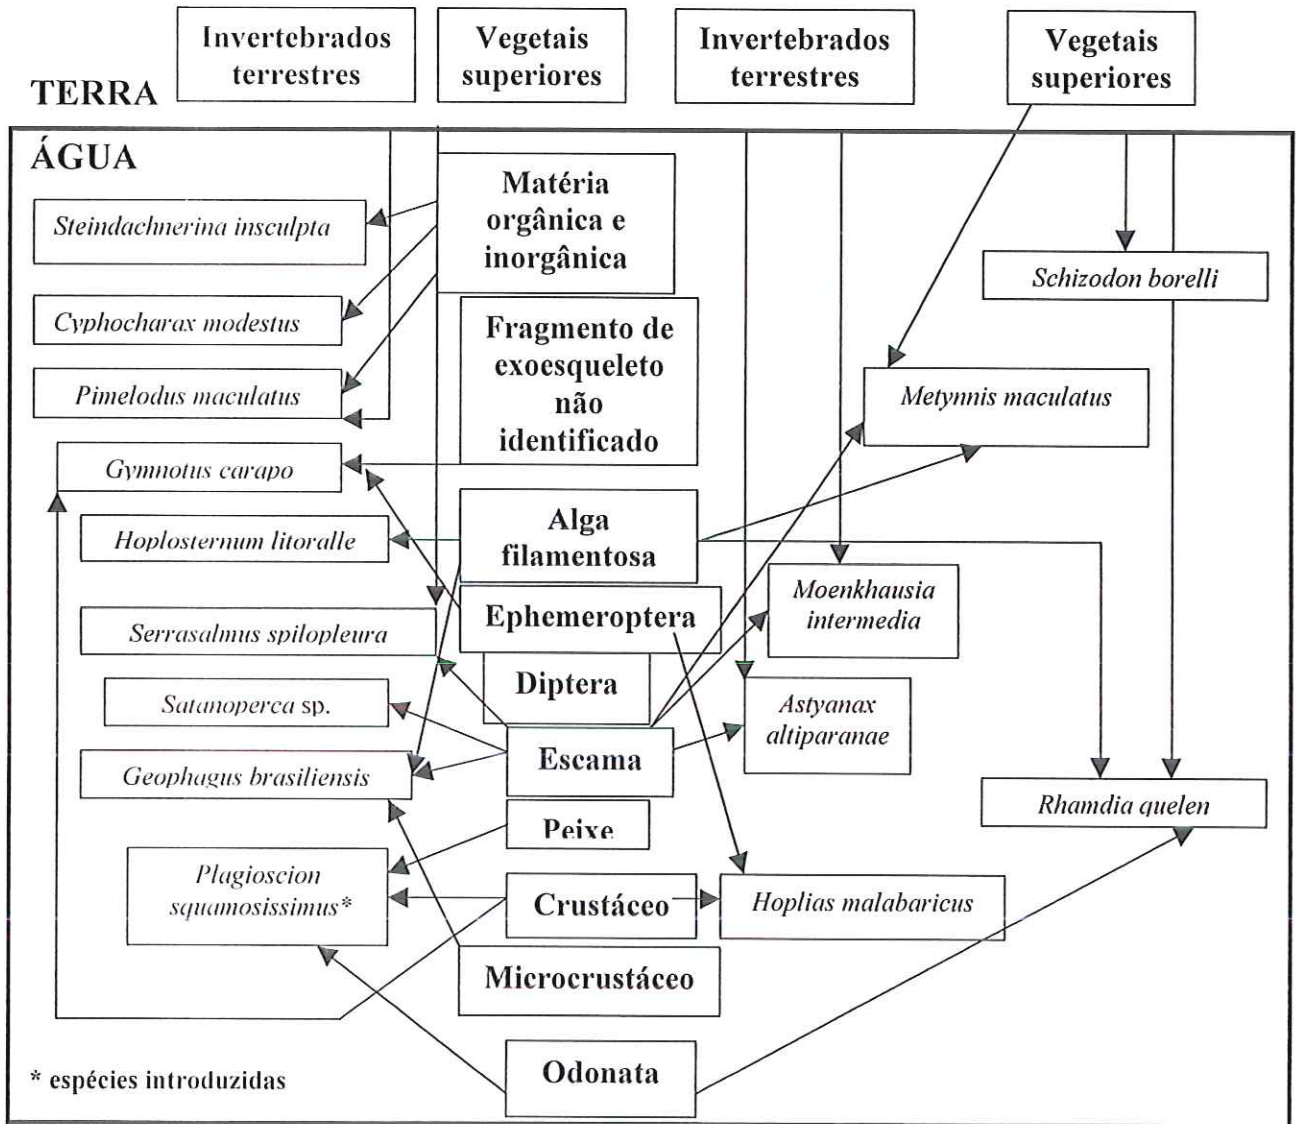 Invertebrados
terrestres
Vegetais
superiores
Invertebrados
terrestres
Vegetais
superiores
TERRA
ÁGUA
Matéria
orgânica e
inorgânica
Steindachnerina insculpta
Schizodon borelli
Cyphocharax modestus
Fragmento de
exoesqueleto
não
identificado
Pimelodus maculatus
Metynnis maculatus
Gymnotus carapo
Alga
filamentosa
Hoplosternum litoralle
Moenkhausia
intermedia
Ephemeroptera
Serrasalmus spilopleura
Diptera
Satanoperca sp.
Astyanax
altiparanae
Escama
Geophagus brasiliensis
Rhamdia quelen
Peixe
Plagioscion
squamosissimus*
Crustáceo
Hoplias malabaricus
Microcrustáceo
Odonata
* espécies introduzidas